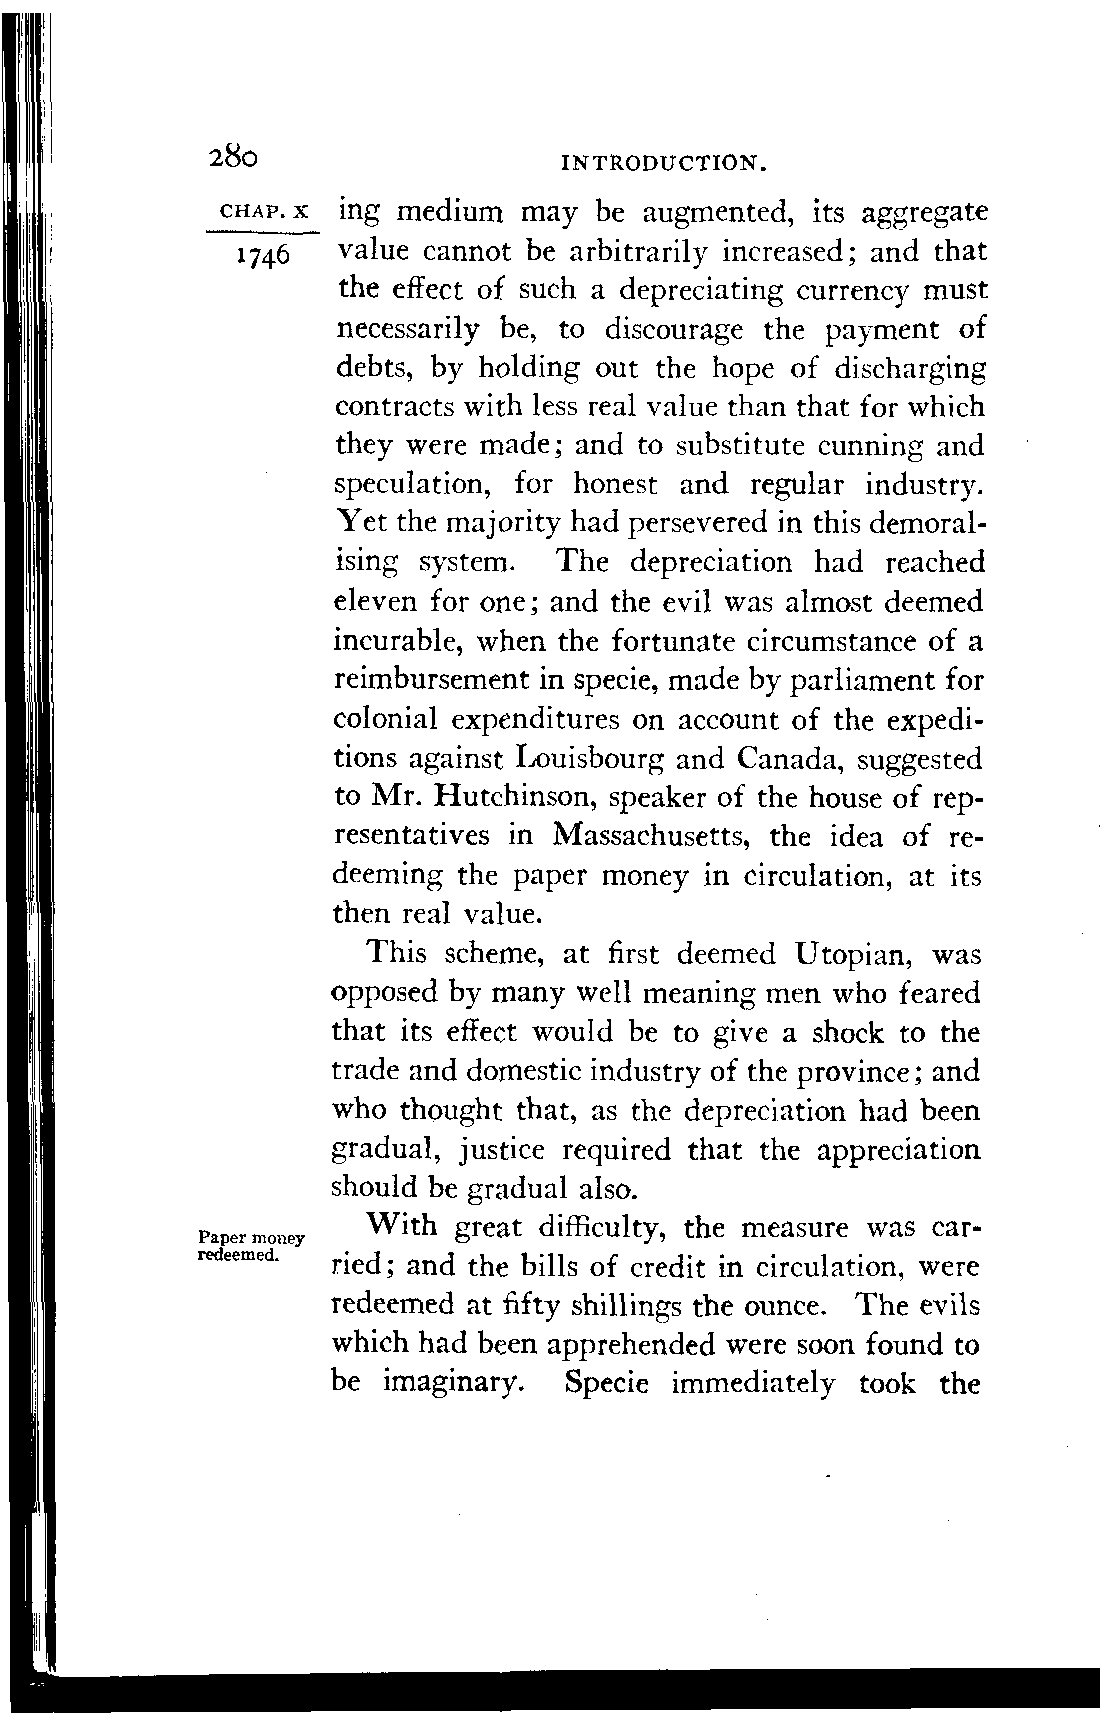 280 INTRODUCTION.
CHAP. X ing medium may be augmented, its aggregate
1746 value cannot be arbitrarily increased; and that
the effect of such a depreciating currency must
necessarily be, to discourage the payment of
debts, by holding out the hope of discharging
contracts with less real value than that for which
they were made; and to substitute cunning and
speculation, for honest and regular industry.
Yet the majority had persevered in this demoral-
ising system. The depreciation had reached
eleven for one; and the evil was almost deemed
incurable, when the fortunate circumstance of a
reimbursement in specie, made by parliament for
colonial expenditures on account of the expedi-
tions against Louisbourg and Canada, suggested
to Mr. Hutchinson, speaker of the house of rep-
resentatives in Massachusetts, the idea of re-
deeming the paper money in circulation, at its
then real value.
This scheme, at first deemed Utopian, was
opposed by many well meaning men who feared
that its effect would be to give a shock to the
trade and domestic industry of the province; and
who thought that, as the depreciation had been
gradual, justice required that the appreciation
should be gradual also.
Paper money
redeemed.
With great difficulty, the measure was car-
ried; and the bills of credit in circulation, were
redeemed at fifty shillings the ounce. The evils
which had been apprehended were soon found to
be imaginary. Specie immediately took the